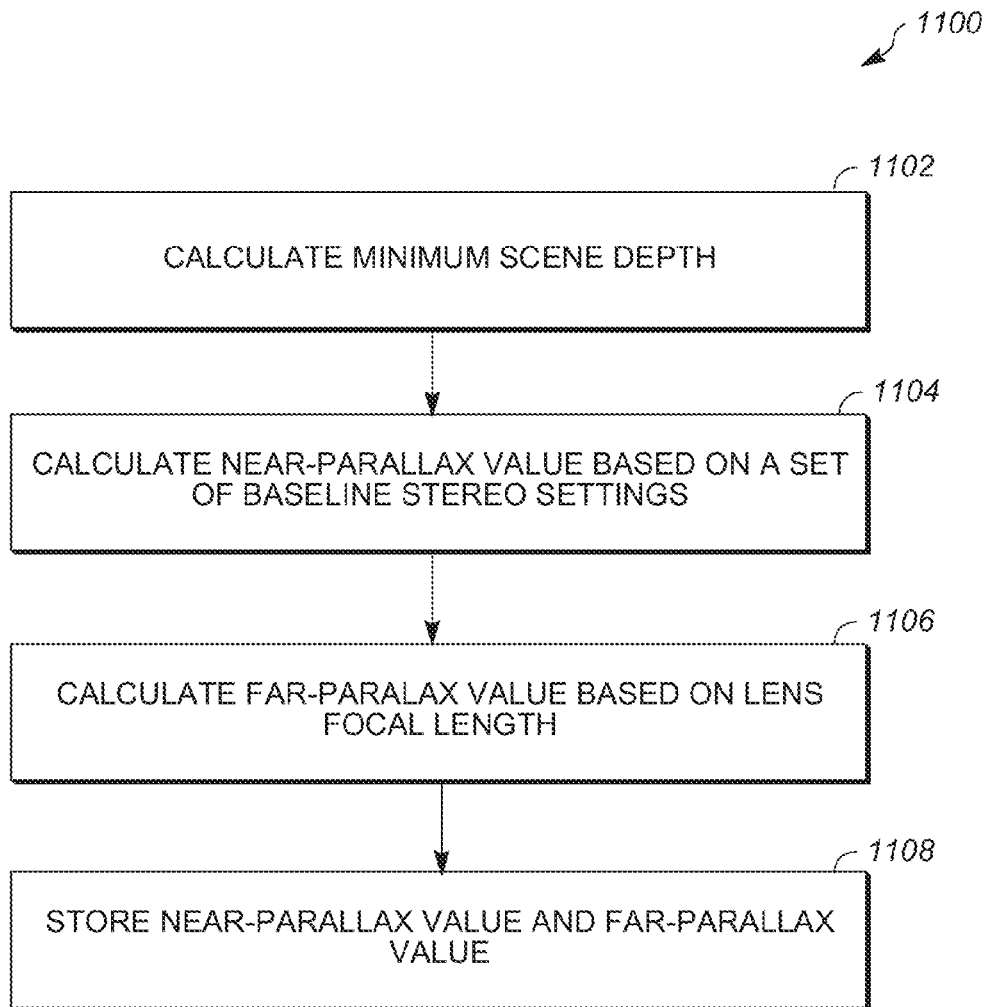 1100
1102
CALCULATE MINIMUM SCENE DEPTH
1104
CALCULATE NEAR-PARALLAX VALUE BASED ON A SET
OF BASELINE STEREO SETTINGS
1106
CALCULATE FAR-PARALAX VALUE BASED ON LENS
FOCAL LENGTH
1108
STORE NEAR-PARALLAX VALUE AND FAR-PARALLAX
VALUE